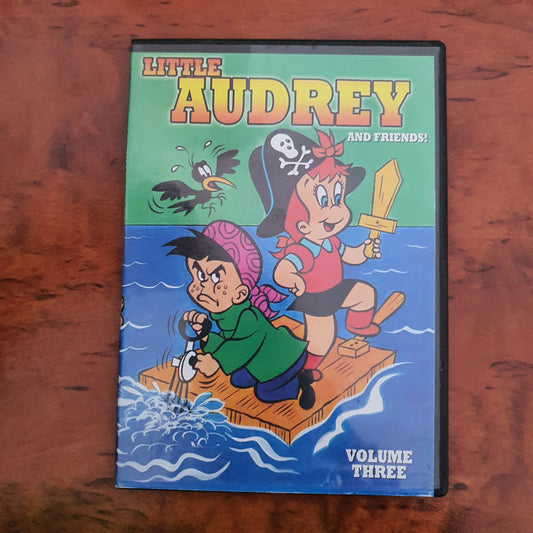 LITTLE
AUDREY
AND FRIENDS!
VOLUME
THREE